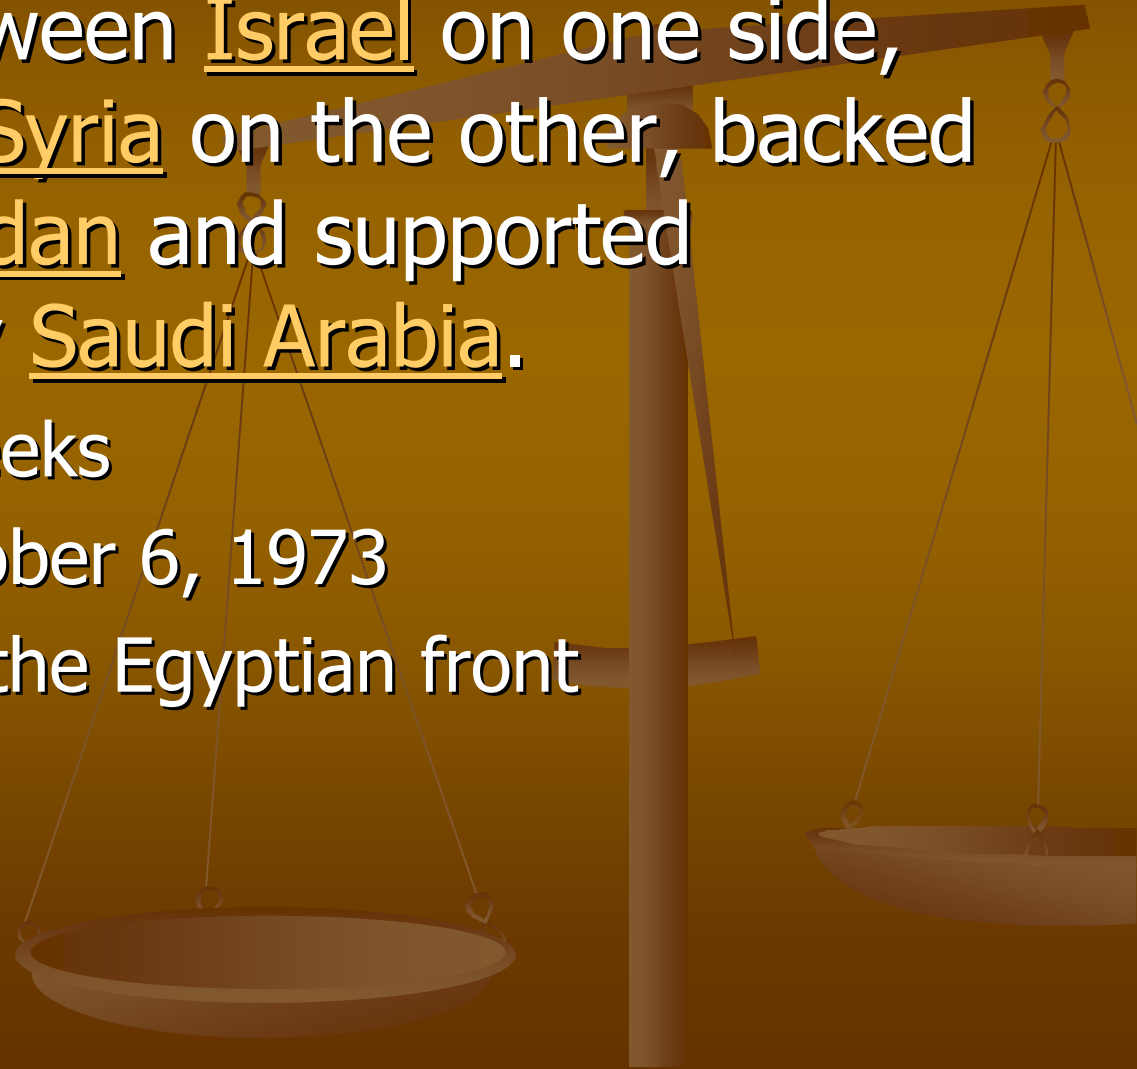 ween Israel on one side,
Syria on the other, backed
dan and supported
Saudi Arabia.
eks
ober 6, 1973
the Egyptian front